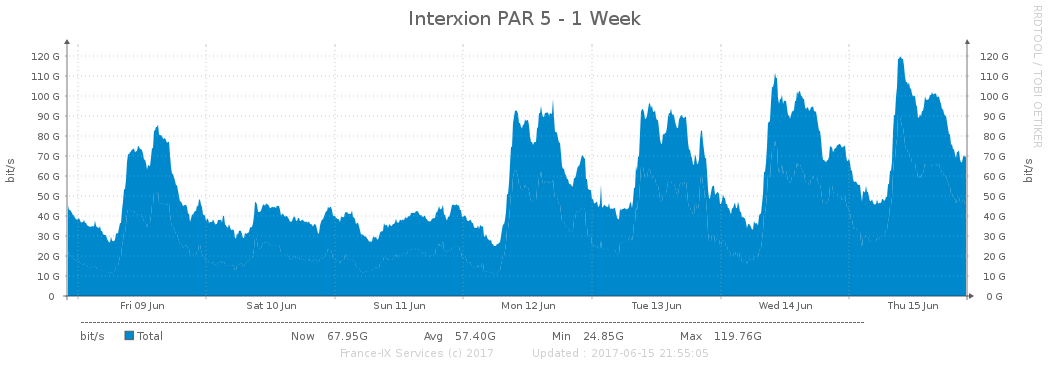 Interxion PAR 5 - 1 Week
RRDTOOL / TOBI OETIKER
bit/s
bit/s
120 G 120 G
110 G 110 G
100 G 100 G
90 G 90 G
80 G 80 G
70 G 70 G
60 G 60 G
50 G 50 G
40 G 40 G
30 G 30 G
20 G 20 G
10 G 10 G
0 0 G
Fri 09 Jun Sat 10 Jun Sun 11 Jun Mon 12 Jun Tue 13 Jun Wed 14 Jun Thu 15 Jun
bit/s Total Now 67.95G Avg 57.40G Min 24.85G Max 119.76G
France-IX Services (c) 2017 Updated : 2017-06-15 21:55:05